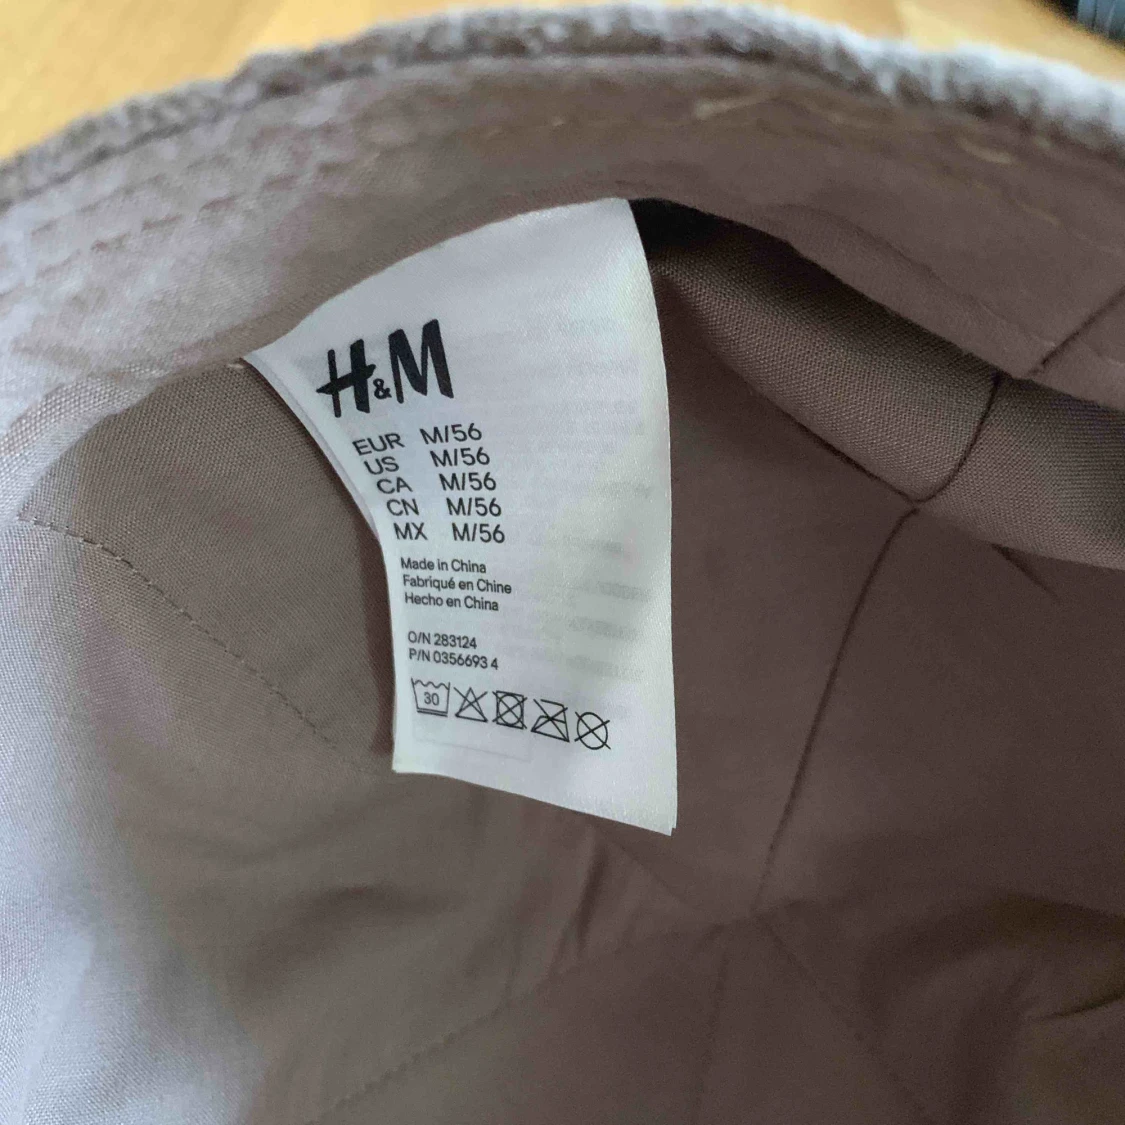 H&M
EUR M/56
US M/56
CA M/56
CN M/56
MX M/56
Made in China
Fabriqué en Chine
Hecho en China
O/N 283124
P/N 0356693 4
30